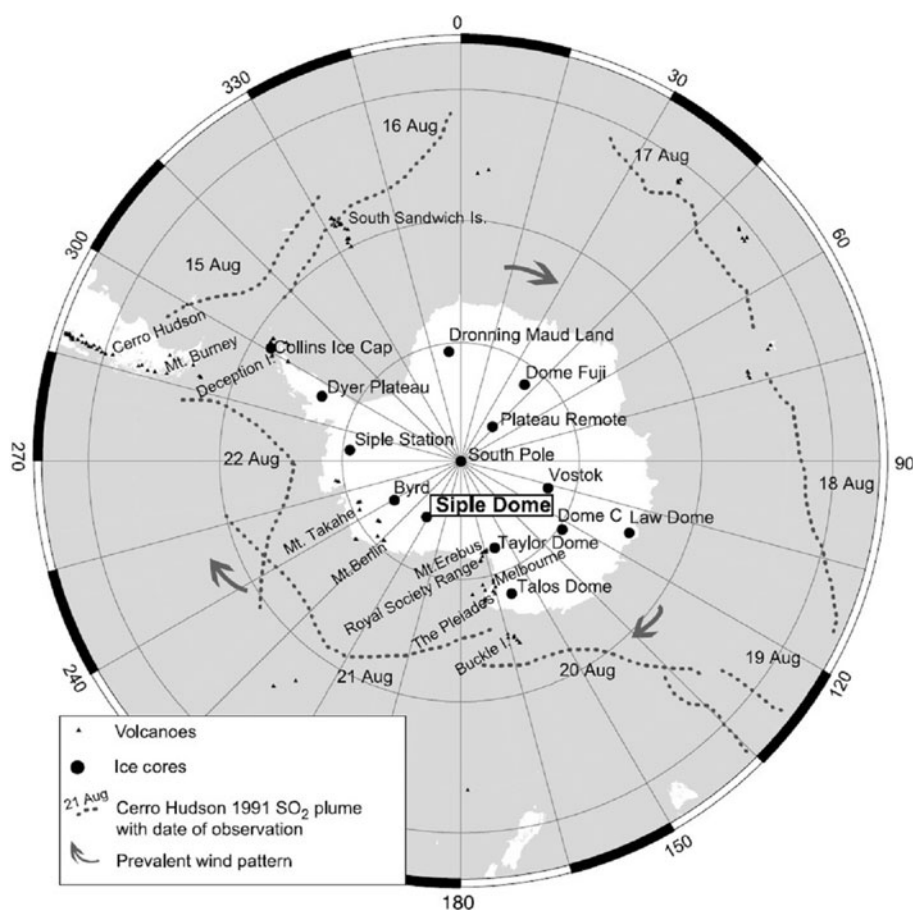 0
30
60
90
120
150
180
240
270
300
330
16 Aug
17 Aug
South Sandwich Is.
15 Aug
Cerro Hudson
Mt. Burney
Deception I.
Collins Ice Cap
Dronning Maud Land
Dyer Plateau
Dome Fuji
Siple Station
Plateau Remote
South Pole
22 Aug
18 Aug
Byrd
Vostok
Siple Dome
Mt. Takahe
Dome C
Law Dome
Mt.Berlin
Mt.Erebus
Taylor Dome
Royal Society Range
Melbourne
The Pleiades
Talos Dome
Buckle I.
21 Aug
20 Aug
19 Aug
Volcanoes
Ice cores
21 Aug
Cerro Hudson 1991 SO2 plume
with date of observation
Prevalent wind pattern